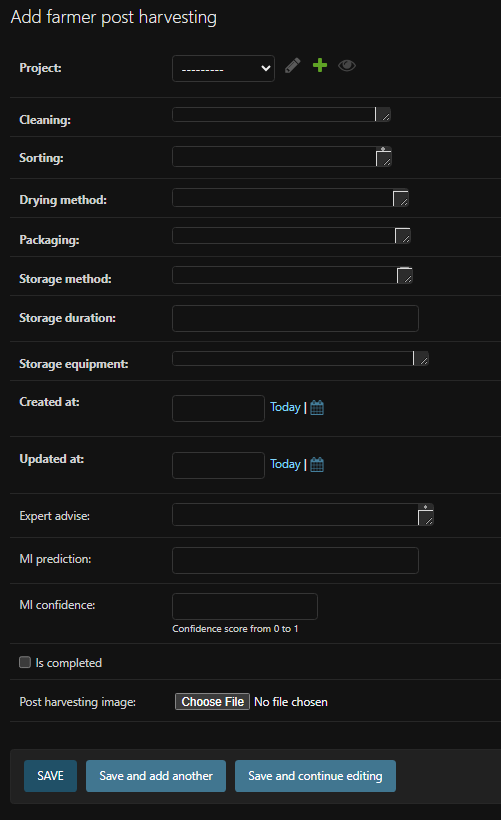 Add farmer post harvesting
Project: ---------
Cleaning:
Sorting:
Drying method:
Packaging:
Storage method:
Storage duration:
Storage equipment:
Created at: Today |
Updated at: Today |
Expert advise:
Ml prediction:
Ml confidence:
Confidence score from 0 to 1
Is completed
Post harvesting image: Choose File No file chosen
SAVE Save and add another Save and continue editing